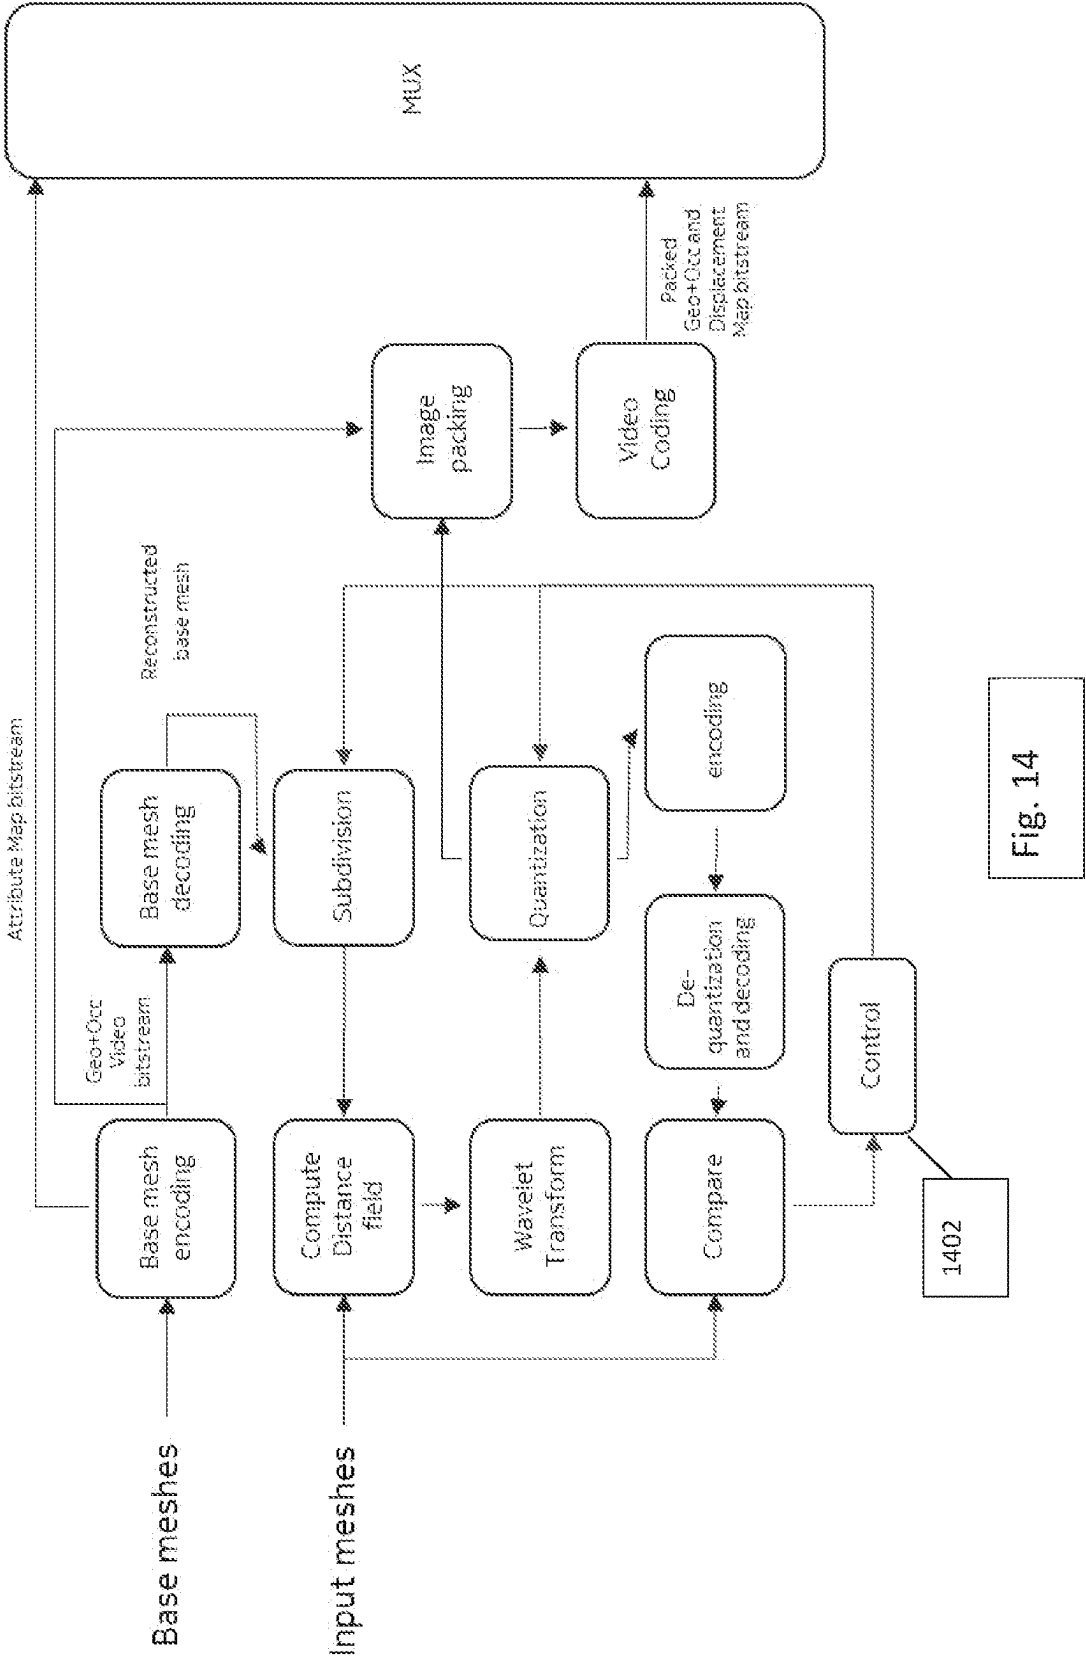 Attribute Map bitstream
MUX
Geo+Occ
Video
bitstream
Reconstructed
base mesh
Base meshes
Base mesh
encoding
Base mesh
decoding
Input meshes
Compute
Distance
field
Subdivision
Image
packing
Wavelet
Transform
Quantization
Video
Coding
Packed
Geo+Occ and
Displacement
Map bitstream
Compare
De-
quantization
and decoding
encoding
Control
1402
Fig. 14